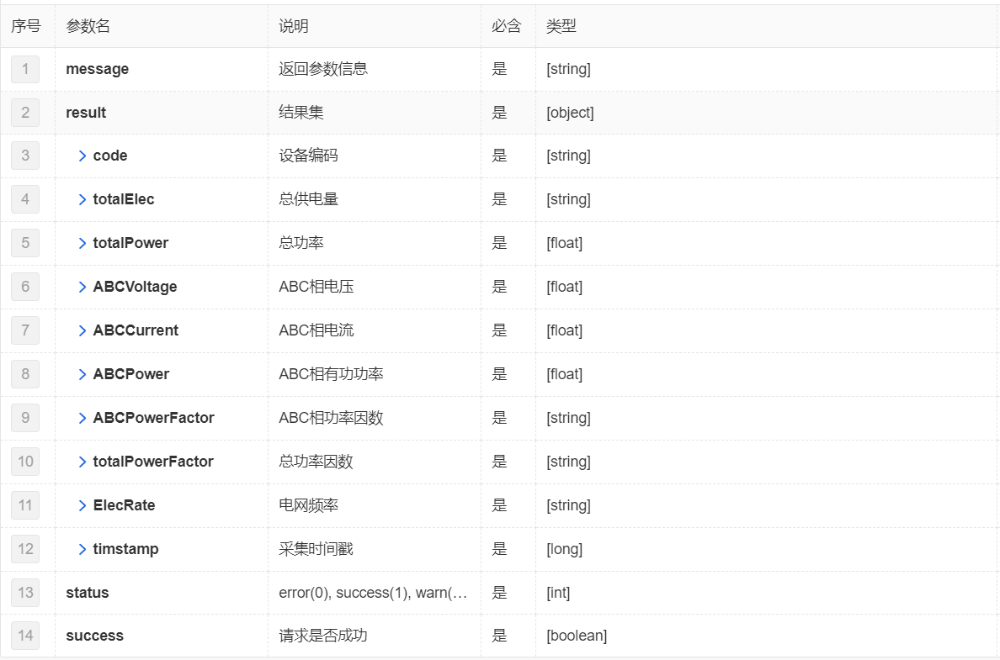 序号 参数名 说明 必含 类型
1 message 返回参数信息 是 [string]
2 result 结果集 是 [object]
3 code 设备编码 是 [string]
4 totalElec 总供电量 是 [string]
5 totalPower 总功率 是 [float]
6 ABCVoltage ABC相电压 是 [float]
7 ABCCurrent ABC相电流 是 [float]
8 ABCPower ABC相有功功率 是 [float]
9 ABCPowerFactor ABC相功率因数 是 [string]
10 totalPowerFactor 总功率因数 是 [string]
11 ElecRate 电网频率 是 [string]
12 timstamp 采集时间戳 是 [long]
13 status error(0), success(1), warn(… 是 [int]
14 success 请求是否成功 是 [boolean]